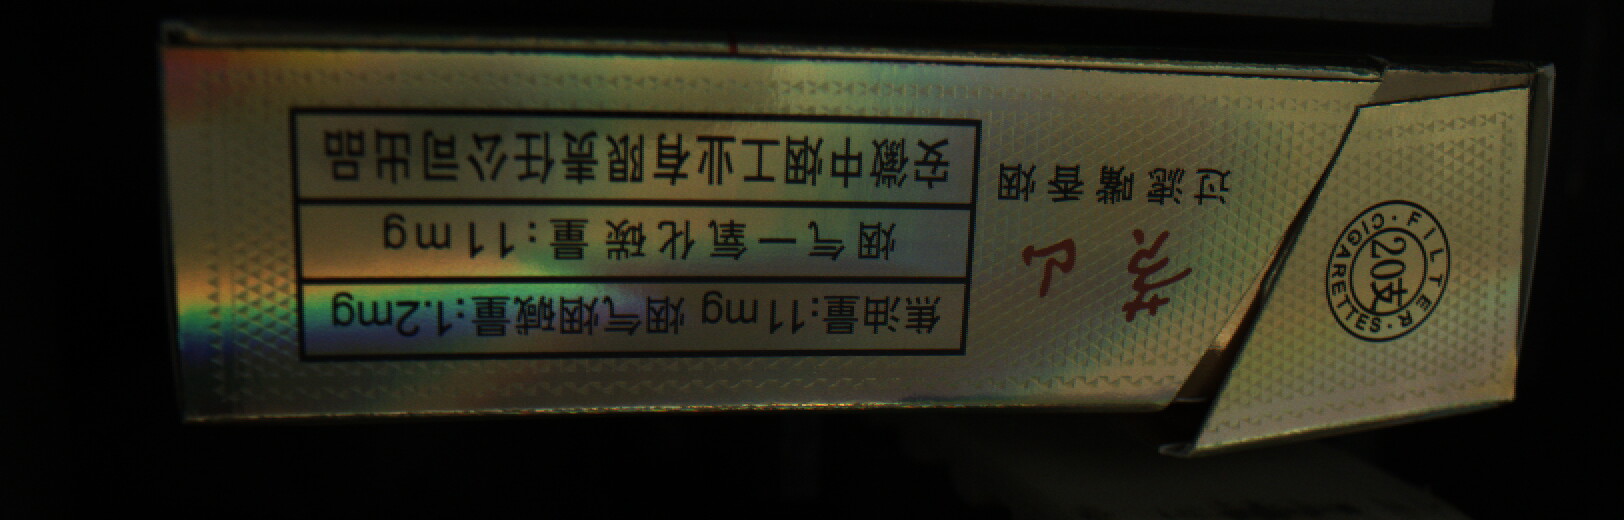 FILTER
20支
CIGARETTES
黄山
过滤嘴香烟
焦油量:11mg 烟气烟碱量:1.2mg
烟气一氧化碳量:11mg
安徽中烟工业有限责任公司出品